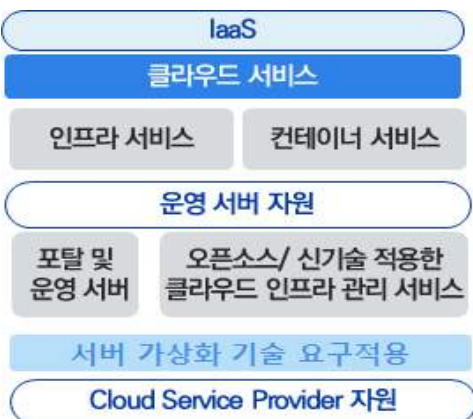 IaaS
클라우드 서비스
인프라 서비스
컨테이너 서비스
운영 서버 자원
포탈 및
운영 서버
오픈소스/ 신기술 적용한
클라우드 인프라 관리 서비스
서버 가상화 기술 요구적용
Cloud Service Provider 자원